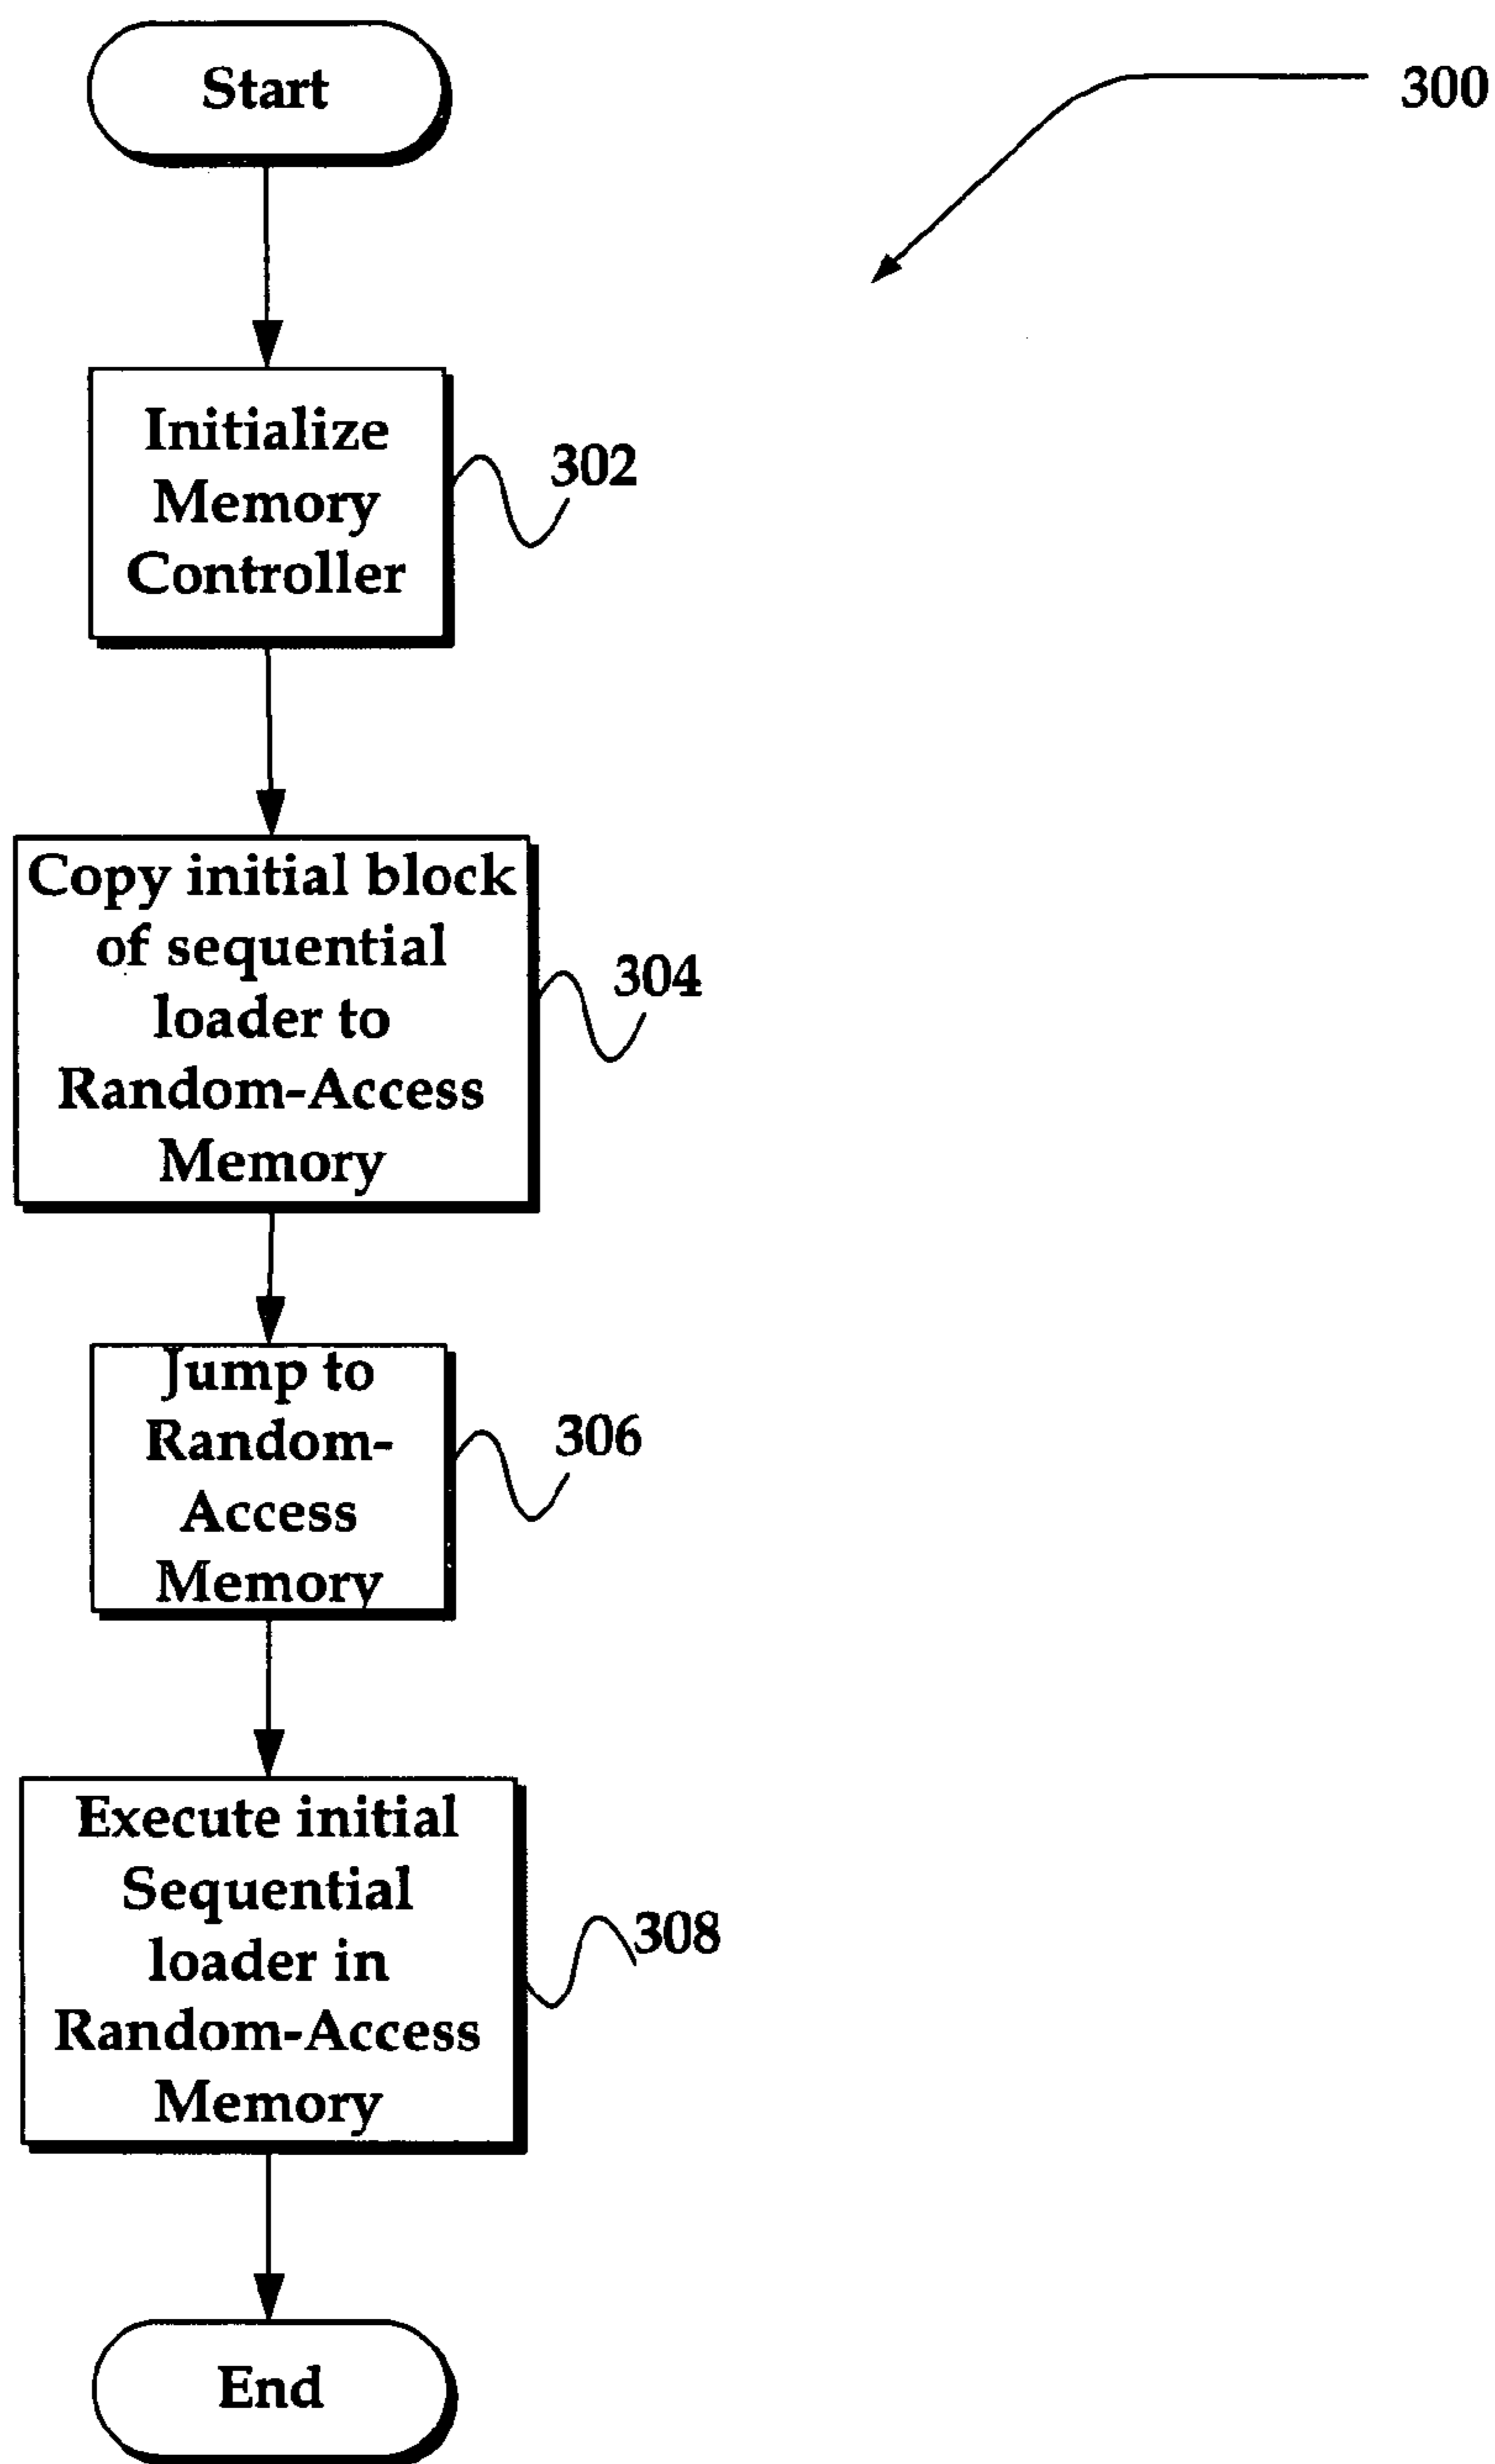 Start
300
Initialize
Memory
Controller
302
Copy initial block
of sequential
loader to
Random-Access
Memory
304
Jump to
Random-
Access
Memory
306
Execute initial
Sequential
loader in
Random-Access
Memory
308
End